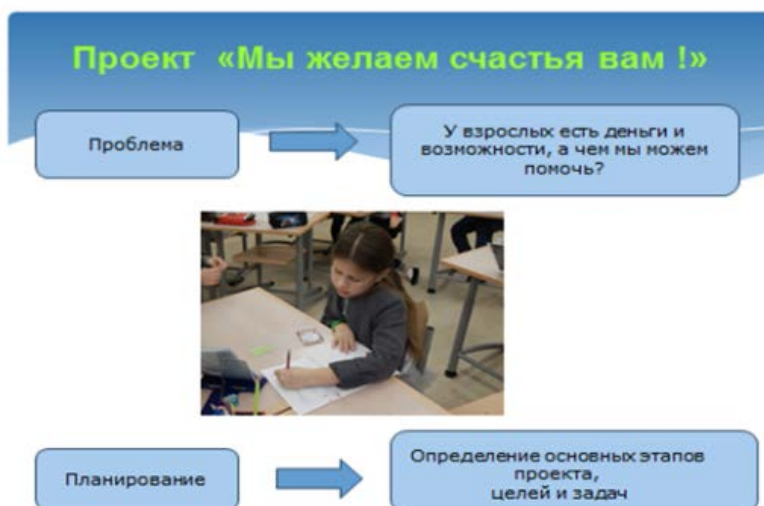 Проект «Мы желаем счастья вам !»
Проблема
У взрослых есть деньги и
возможности, а чем мы можем
помочь?
Планирование
Определение основных этапов
проекта,
целей и задач